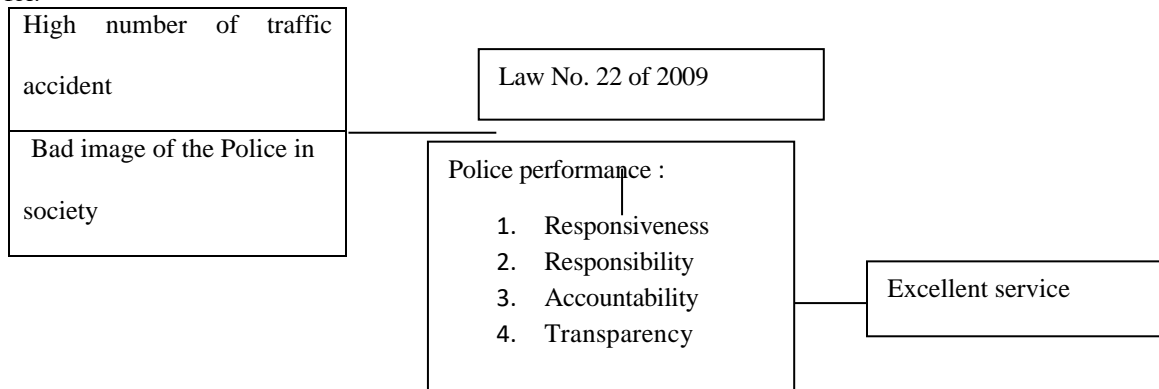 High number of traffic
accident
Bad image of the Police in
society
Law No. 22 of 2009
Police performance :
1. Responsiveness
2. Responsibility
3. Accountability
4. Transparency
Excellent service